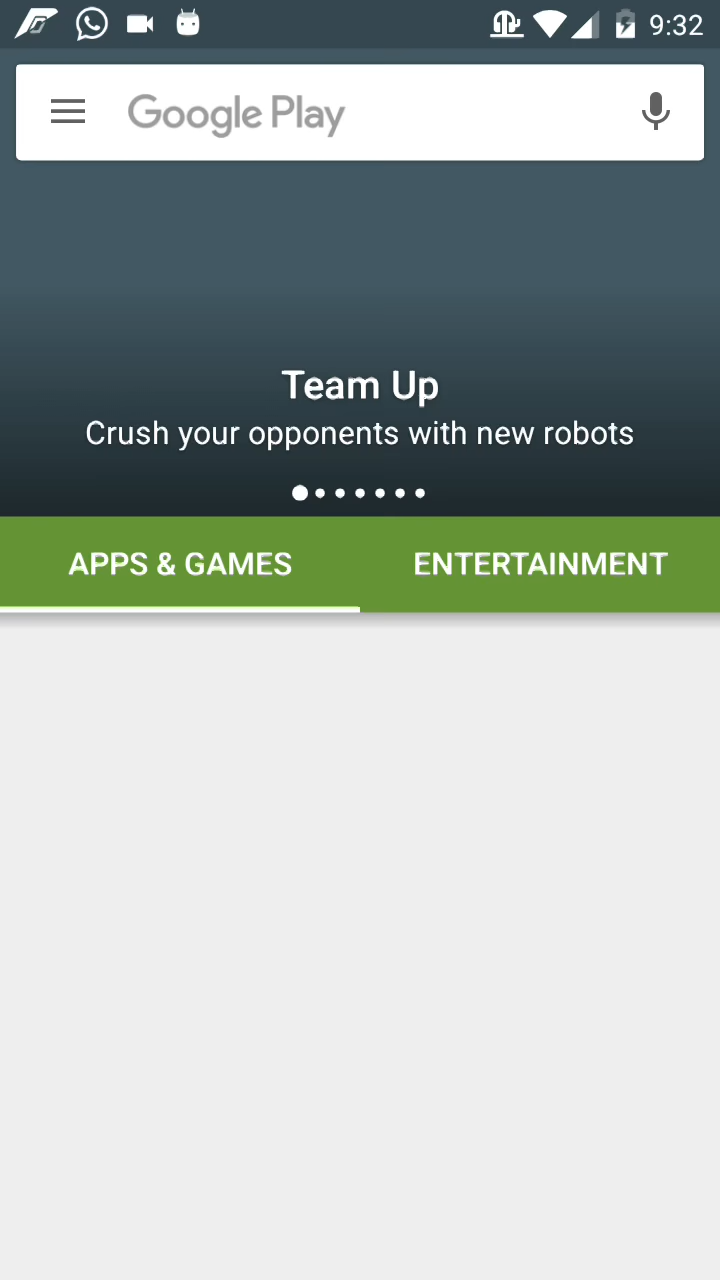 9:32
Google Play
Team Up
Crush your opponents with new robots
APPS & GAMES
ENTERTAINMENT